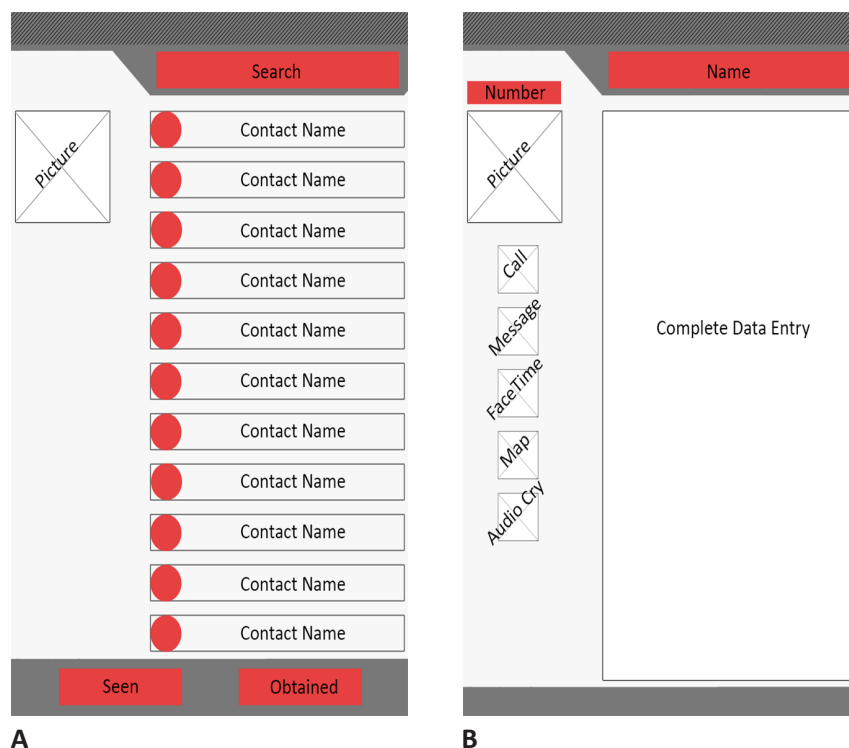 Search
Picture
Contact Name
Contact Name
Contact Name
Contact Name
Contact Name
Contact Name
Contact Name
Contact Name
Contact Name
Contact Name
Contact Name
Seen
Obtained
A
Name
Number
Picture
Call
Message
FaceTime
Map
Audio Cry
Complete Data Entry
B